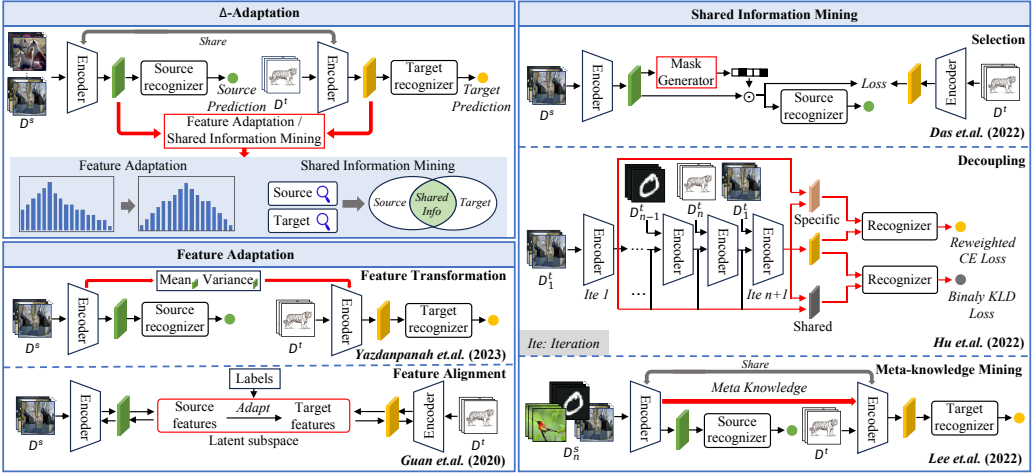 Δ-Adaptation
Share
Encoder
Source
recognizer
Source
Prediction
D^s
D^t
Encoder
Target
recognizer
Target
Prediction
Feature Adaptation /
Shared Information Mining
Feature Adaptation
Shared Information Mining
Source
Target
Source
Shared
Info
Target
Feature Adaptation
Mean, Variance
Feature Transformation
D^s
Encoder
Source
recognizer
D^t
Encoder
Target
recognizer
Yazdanpanah et.al. (2023)
Feature Alignment
Labels
D^s
Encoder
Source
features
Adapt
Target
features
Latent subspace
Encoder
D^t
Guan et.al. (2020)
Shared Information Mining
Selection
D^s
Encoder
Mask
Generator
Source
recognizer
Loss
Encoder
D^t
Das et.al. (2022)
Decoupling
D^t_{n-1}
D^t_n
D^t_1
D^t_1
Encoder
Ite 1
...
...
Encoder
Encoder
Encoder
Ite n+1
Specific
Shared
Recognizer
Reweighted
CE Loss
Recognizer
Binaly KLD
Loss
Ite: Iteration
Hu et.al. (2022)
Meta-knowledge Mining
Share
Meta Knowledge
D^s_n
Encoder
Source
recognizer
D^t
Encoder
Target
recognizer
Lee et.al. (2022)